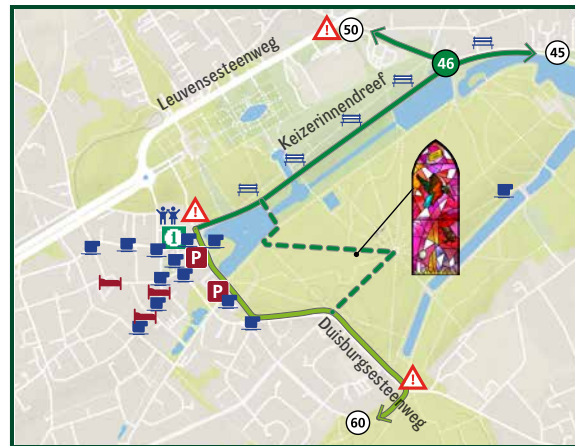 50
45
46
Leuvensesteenweg
Keizerinnendreef
!
!
i
P
P
Duisburgsesteenweg
!
60